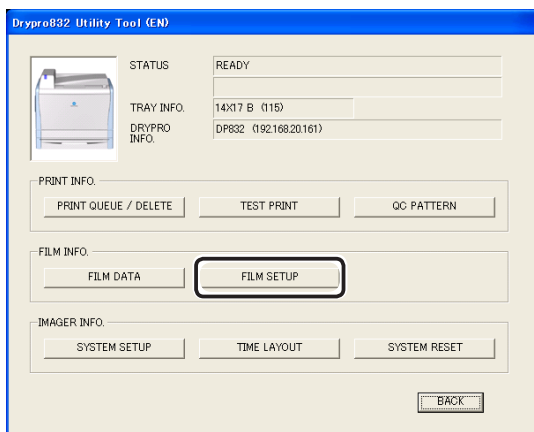 Drypro832 Utility Tool (EN)
STATUS READY
TRAY INFO. 14X17 B (115)
DRYPRO INFO. DP832 (192.168.20.161)
PRINT INFO.
PRINT QUEUE / DELETE TEST PRINT QC PATTERN
FILM INFO.
FILM DATA FILM SETUP
IMAGER INFO.
SYSTEM SETUP TIME LAYOUT SYSTEM RESET
BACK